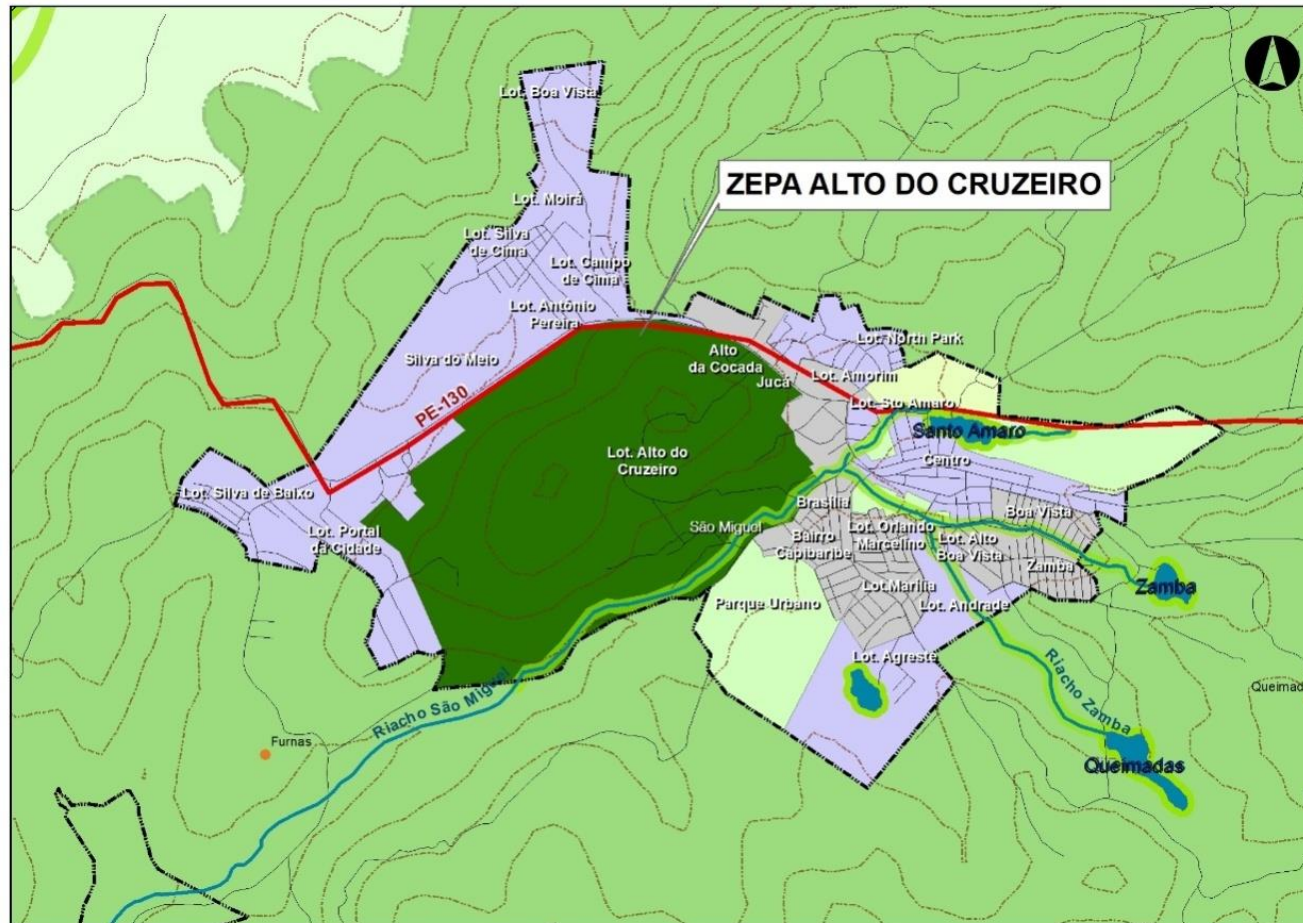 Lot. Boa Vista
ZEPA ALTO DO CRUZEIRO
Lot. Moirá
Lot. Silva
de Cima
Lot. Campo
de Cima
Lot. Antônio
Pereira
Silva do Meio
PE-130
Alto
da Cocada
Jucá
Lot. North Park
Lot. Amorim
Lot. Sto Amaro
Santo Amaro
Centro
Lot. Alto do
Cruzeiro
Lot. Silva de Baixo
Lot. Portal
da Cidade
São Miguel
Brasília
Bairro
Capibaribe
Lot. Orlando
Marcelino
Boa Vista
Lot. Alto
Boa Vista
Zamba
Zamba
Lot.Marília
Lot. Andrade
Parque Urbano
Lot. Agreste
Riacho São Miguel
Riacho Zamba
Queimad
Furnas
Queimadas